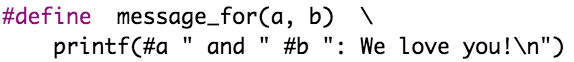 #define  message_for(a, b)  \
    printf(#a " and " #b ": We love you!\n")